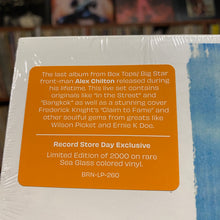 The last album from Box Tops/ Big Star
front-man Alex Chilton released during
his lifetime. This live set contains
originals like "In the Street" and
"Bangkok" as well as a stunning cover
Frederick Knight's "Claim to Fame" and
other soulful gems from greats like
Wilson Picket and Ernie K Doe.
Record Store Day Exclusive
Limited Edition of 2000 on rare
Sea Glass colored vinyl.
BRN-LP-260